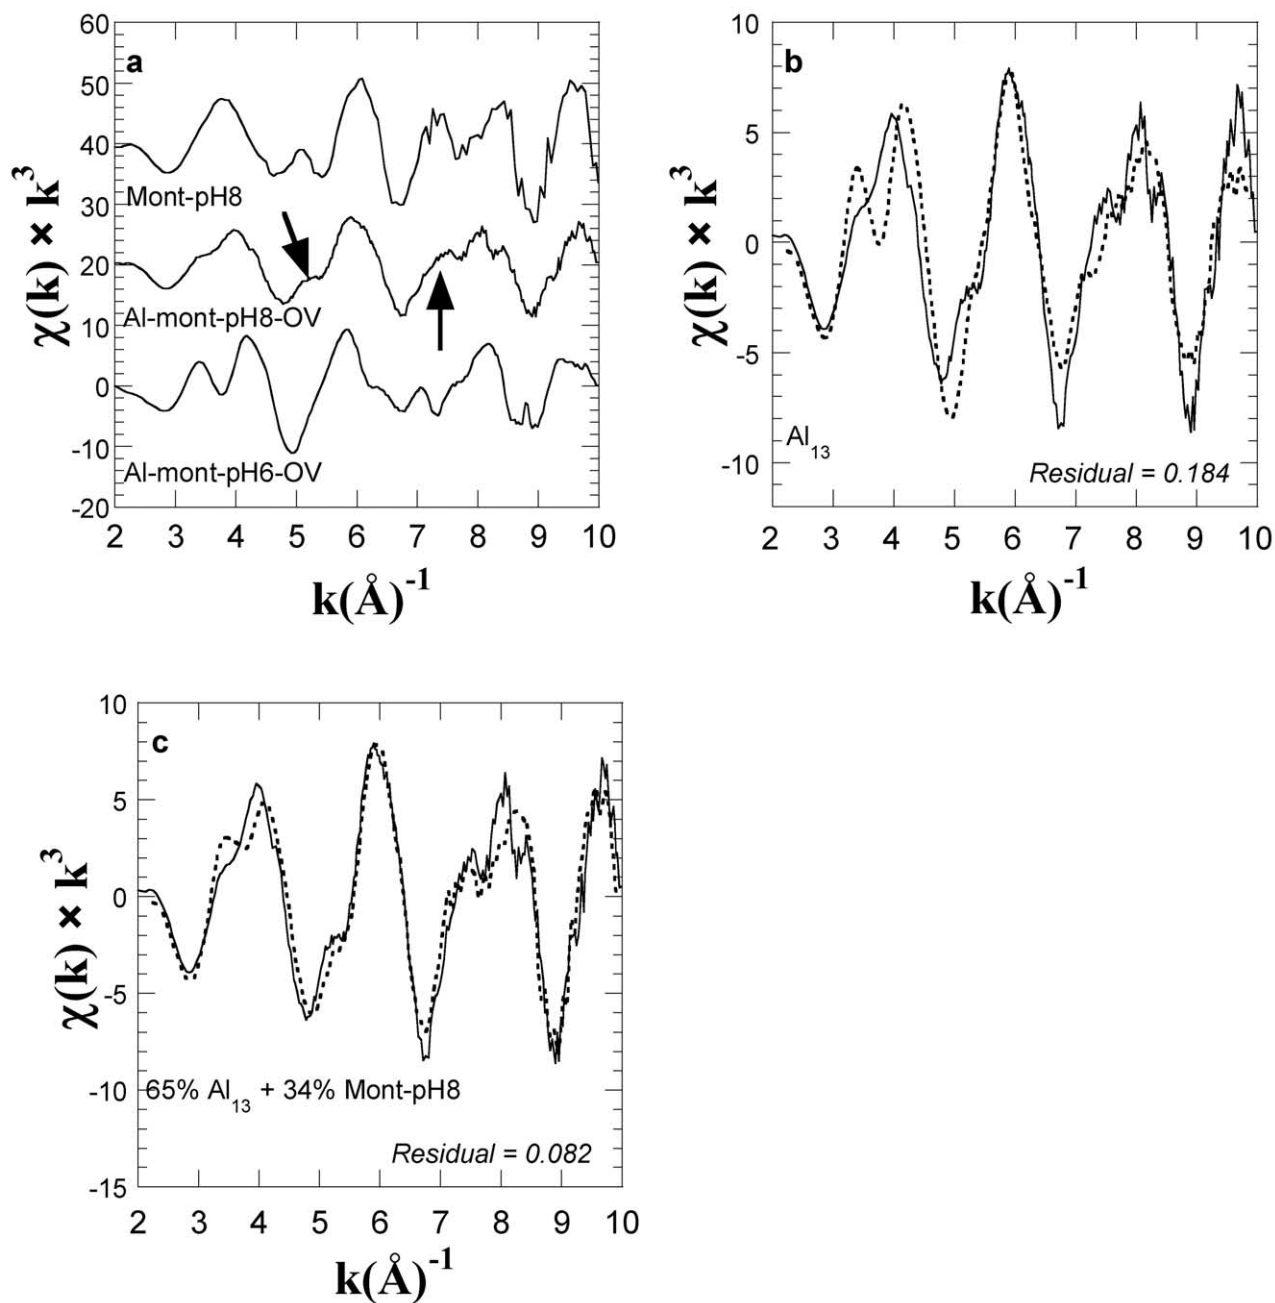 a
60
50
40
30
20
10
0
-10
-20
χ(k) × k³
Mont-pH8
Al-mont-pH8-OV
Al-mont-pH6-OV
2 3 4 5 6 7 8 9 10
k(Å)⁻¹
b
10
5
0
-5
-10
χ(k) × k³
Al₁₃
Residual = 0.184
2 3 4 5 6 7 8 9 10
k(Å)⁻¹
c
10
5
0
-5
-10
-15
χ(k) × k³
65% Al₁₃ + 34% Mont-pH8
Residual = 0.082
2 3 4 5 6 7 8 9 10
k(Å)⁻¹